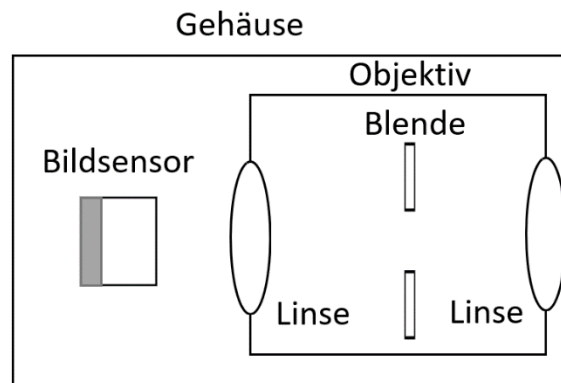 Gehäuse
Objektiv
Blende
Bildsensor
Linse
Linse